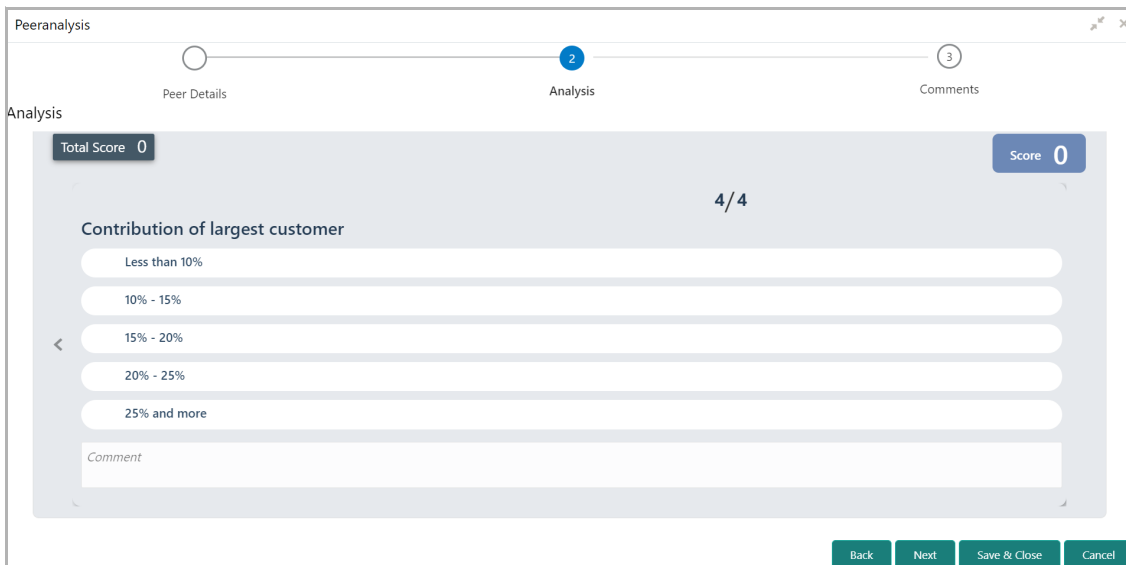 Peeranalysis
2
3
Peer Details
Analysis
Comments
Analysis
Total Score 0
Score 0
4/4
Contribution of largest customer
Less than 10%
10% - 15%
15% - 20%
20% - 25%
25% and more
Comment
Back Next Save & Close Cancel